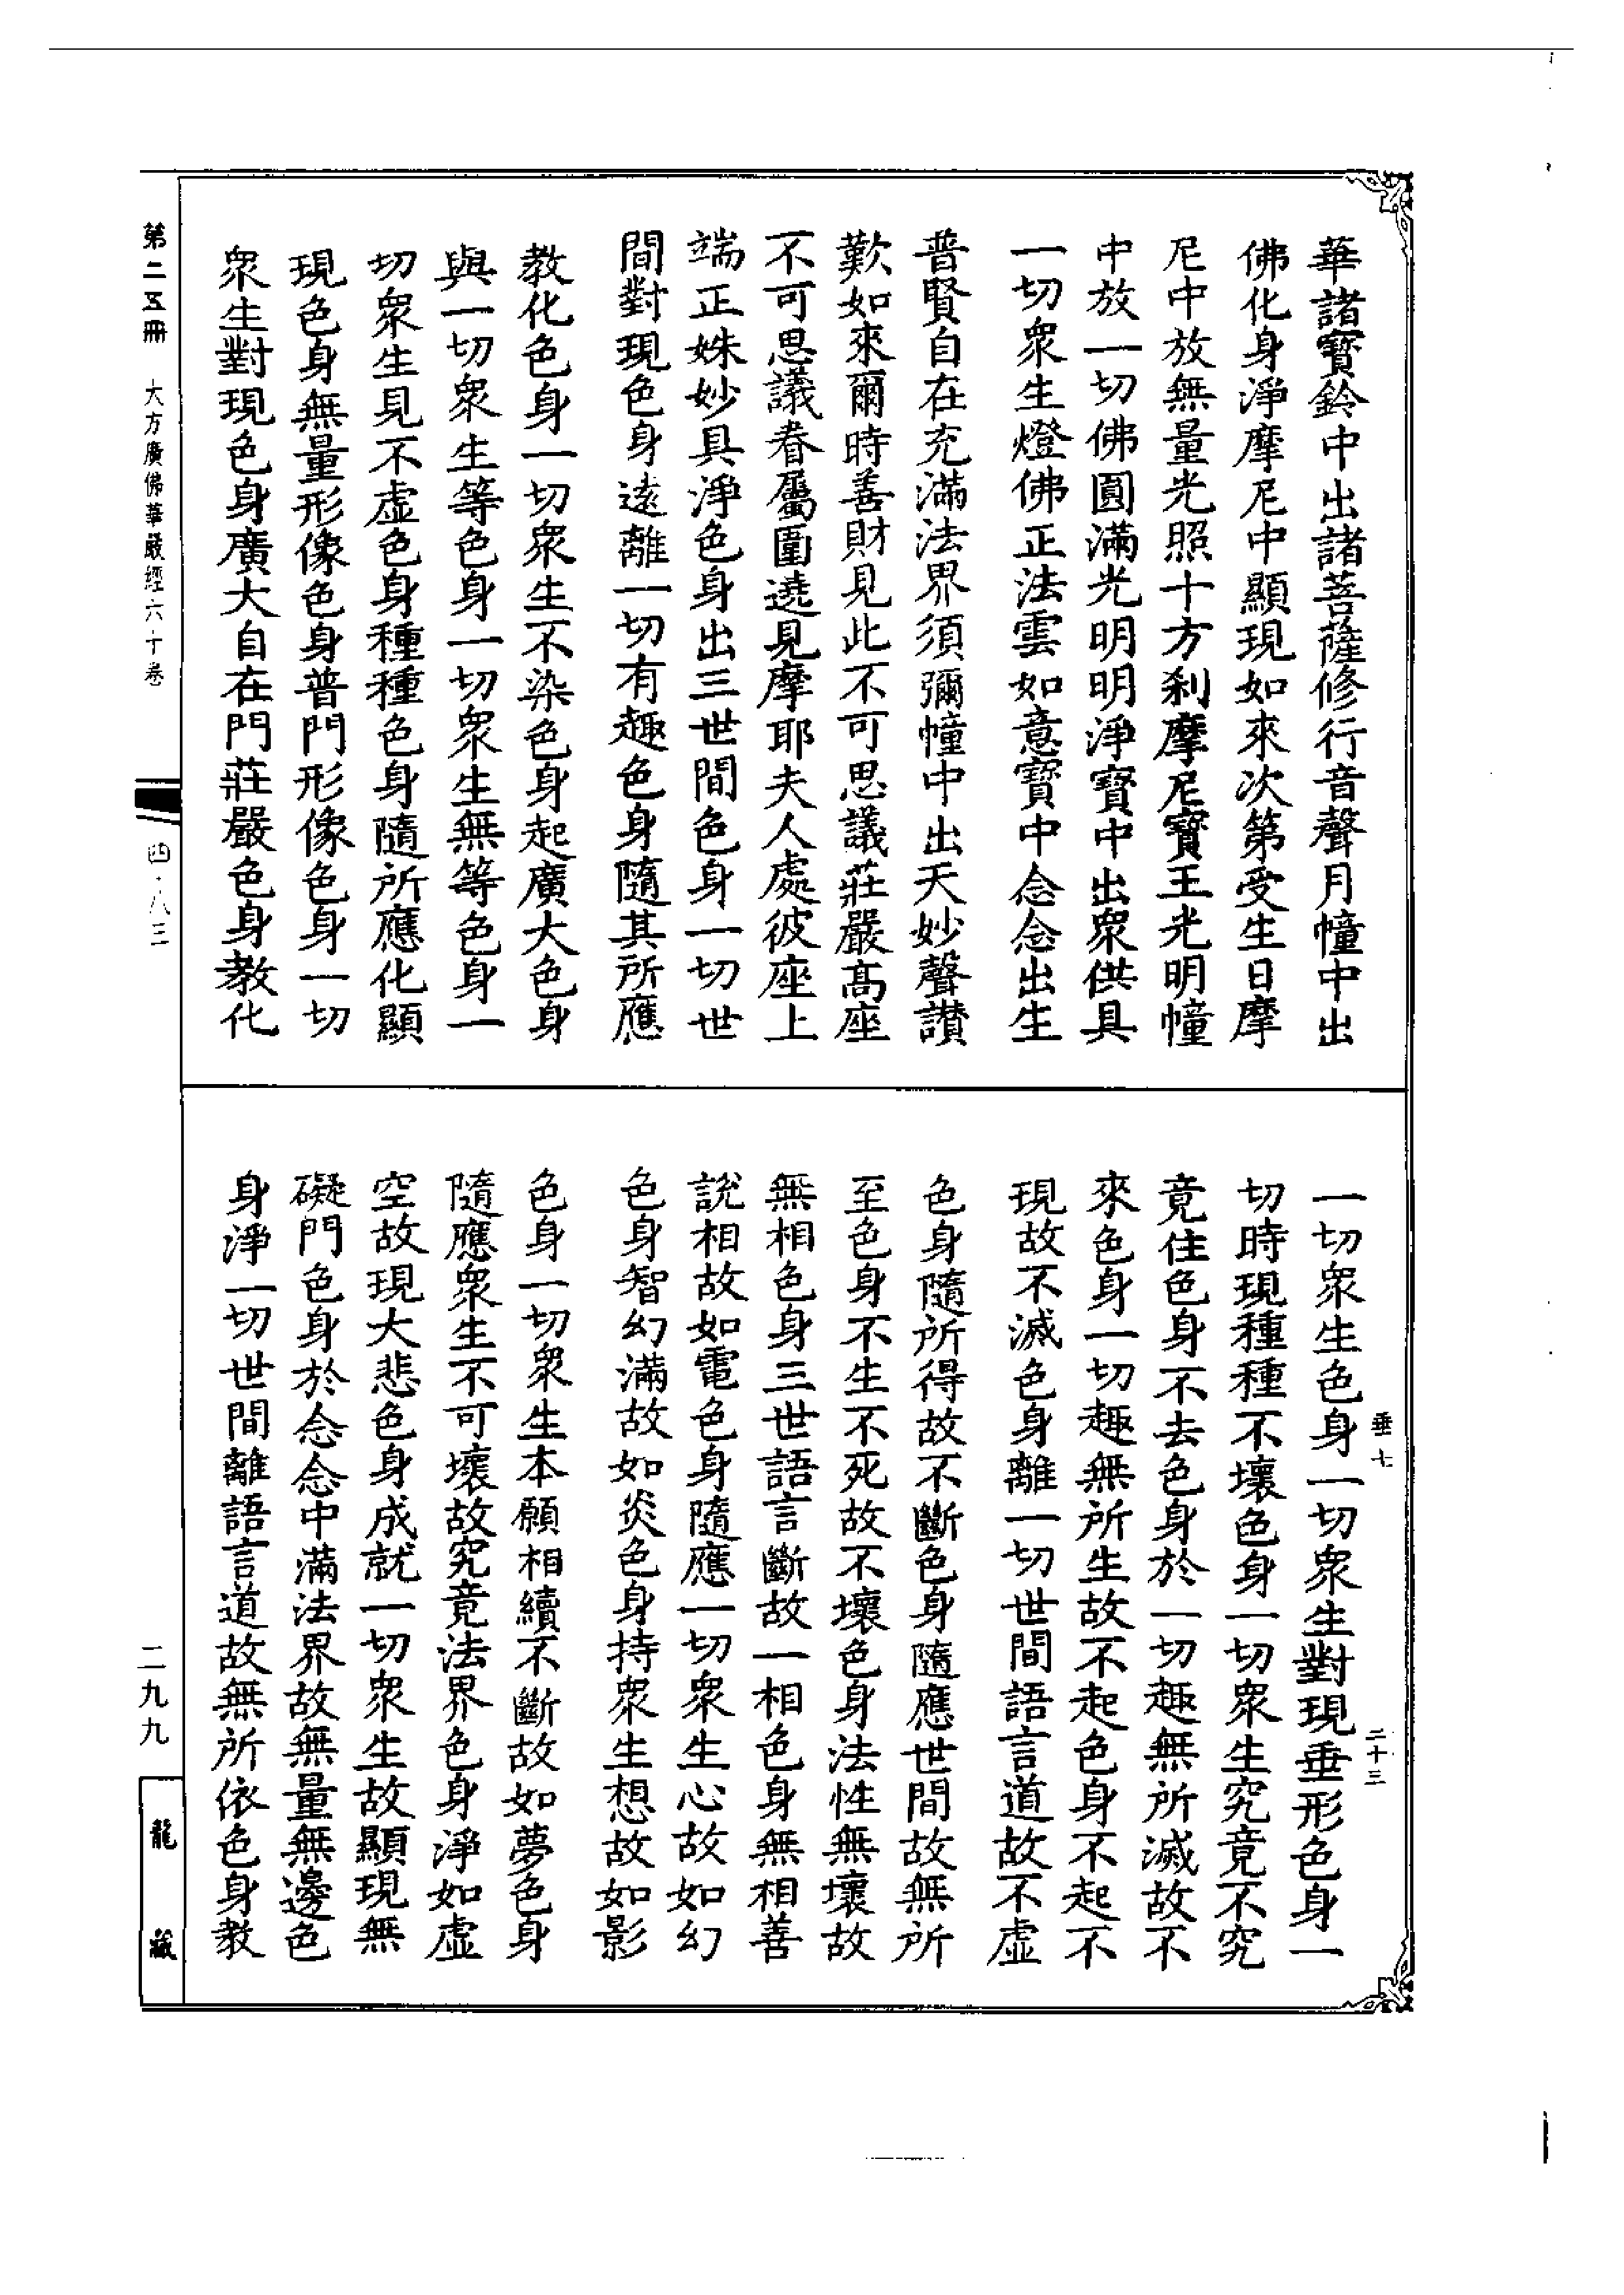 華諸寳鈴中出諸菩薩修行音聲月幢中出
佛化身淨摩尼中顯現如來次第受生日摩
尼中放無量光照十方刹摩尼寳王光明幢
中放一切佛圓滿光明明淨寳中出衆供具
一切衆生燈佛正法雲如意寳中念念出生
普賢自在充滿法界須彌幢中出天妙聲讃
歎如來爾時善財見此不可思議莊嚴髙座
不可思議眷屬圍遶見摩耶夫人處彼座上
端正姝妙具淨色身出三世間色身一切世
間對現色身遠離一切有趣色身隨其所應
教化色身一切衆生不染色身起廣大色身
與一切衆生等色身一切衆生無等色身一
切衆生見不虛色身種種色身隨所應化顯
現色身無量形像色身普門形像色身一切
衆生對現色身廣大自在門莊嚴色身教化
一切衆生色身一切衆生對現垂形色身一
切時現種種不壞色身一切衆生究竟不究
竟住色身不去色身於一切趣無所滅故不
來色身一切趣無所生故不起色身不起不
現故不滅色身離一切世間語言道故不虛
色身隨所得故不斷色身隨應世間故無所
至色身不生不死故不壞色身法性無壞故
無相色身三世語言斷故一相色身無相善
說相故如電色身隨應一切衆生心故如幻
色身智幻滿故如炎色身持衆生想故如影
色身一切衆生本願相續不斷故如夢色身
隨應衆生不可壞故究竟法界色身淨如虛
空故現大悲色身成就一切衆生故顯現無
礙門色身於念念中滿法界故無量無邊色
身淨一切世間離語言道故無所依色身教
垂七
二十三
第二五冊 大方廣佛華嚴經六十卷
四·八三
二九九
龍藏